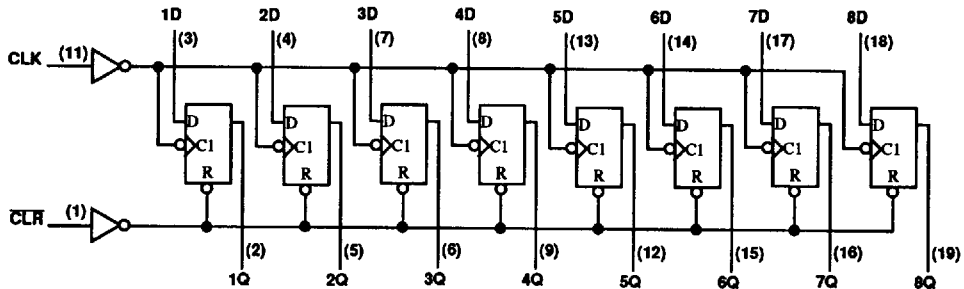 1D 2D 3D 4D 5D 6D 7D 8D
(3) (4) (7) (8) (13) (14) (17) (18)
CLK (11)
D D D D D D D D
C1 C1 C1 C1 C1 C1 C1 C1
R R R R R R R R
CLR (1)
(2) (5) (6) (9) (12) (15) (16) (19)
1Q 2Q 3Q 4Q 5Q 6Q 7Q 8Q